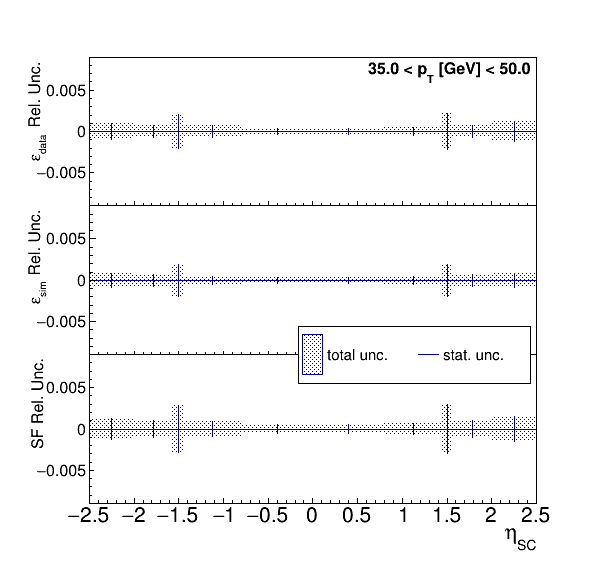 35.0 < p_T [GeV] < 50.0
ε_data Rel. Unc.
0.005
0
−0.005
ε_sim Rel. Unc.
0.005
0
−0.005
total unc. stat. unc.
SF Rel. Unc.
0.005
0
−0.005
−2.5 −2 −1.5 −1 −0.5 0 0.5 1 1.5 2 2.5
η_SC